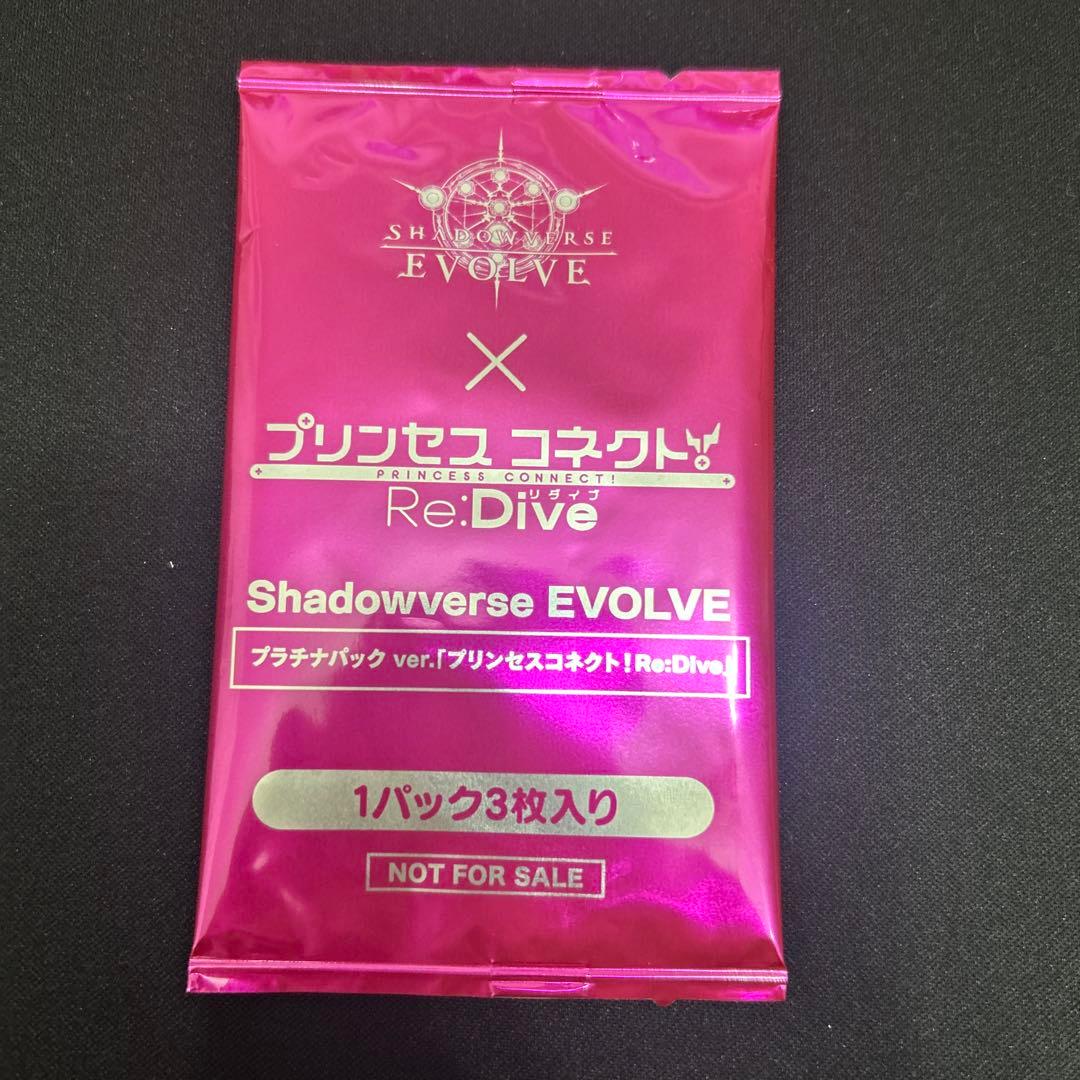 SHADOWVERSE
EVOLVE
×
プリンセスコネクト!
PRINCESS CONNECT!
リダイブ
Re:Dive
Shadowverse EVOLVE
プラチナパック ver.「プリンセスコネクト！Re:Dive」
1パック3枚入り
NOT FOR SALE